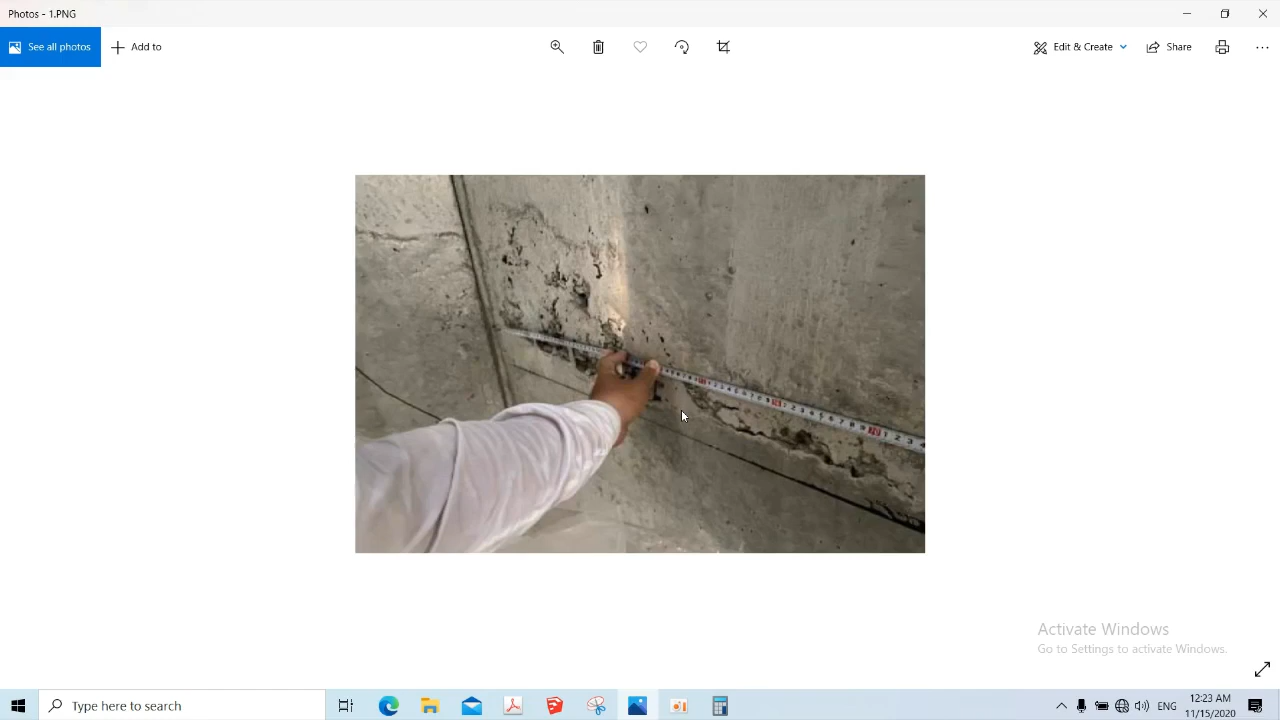 Photos - 1.PNG
See all photos
Add to
Edit & Create
Share
Activate Windows
Go to Settings to activate Windows.
Type here to search
ENG
12:23 AM
11/15/2020